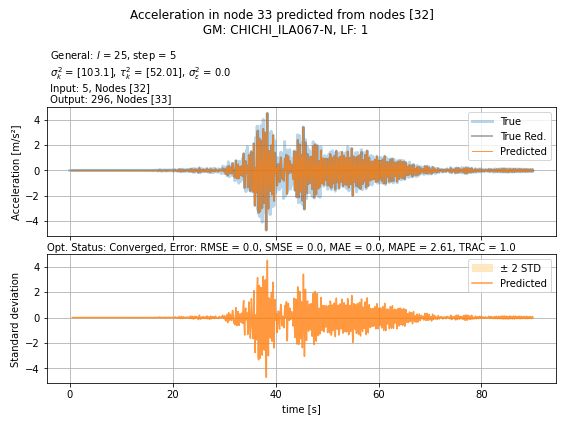 Acceleration in node 33 predicted from nodes [32]
GM: CHICHI_ILA067-N, LF: 1
General: l = 25, step = 5
σ²ₖ = [103.1], τ²ₖ = [52.01], σ²ε = 0.0
Input: 5, Nodes [32]
Output: 296, Nodes [33]
Acceleration [m/s²]
4
2
0
−2
−4
True
True Red.
Predicted
Opt. Status: Converged, Error: RMSE = 0.0, SMSE = 0.0, MAE = 0.0, MAPE = 2.61, TRAC = 1.0
Standard deviation
4
2
0
−2
−4
± 2 STD
Predicted
0 20 40 60 80
time [s]